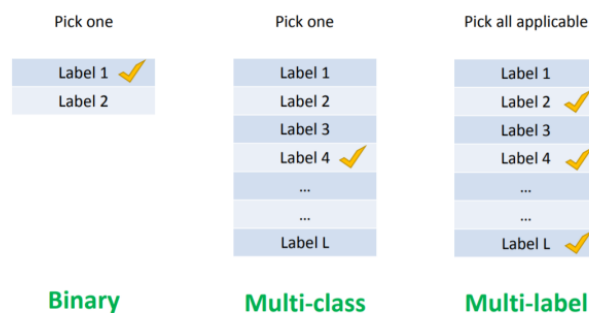 Pick one
Label 1
Label 2
Binary
Pick one
Label 1
Label 2
Label 3
Label 4
...
...
Label L
Multi-class
Pick all applicable
Label 1
Label 2
Label 3
Label 4
...
...
Label L
Multi-label